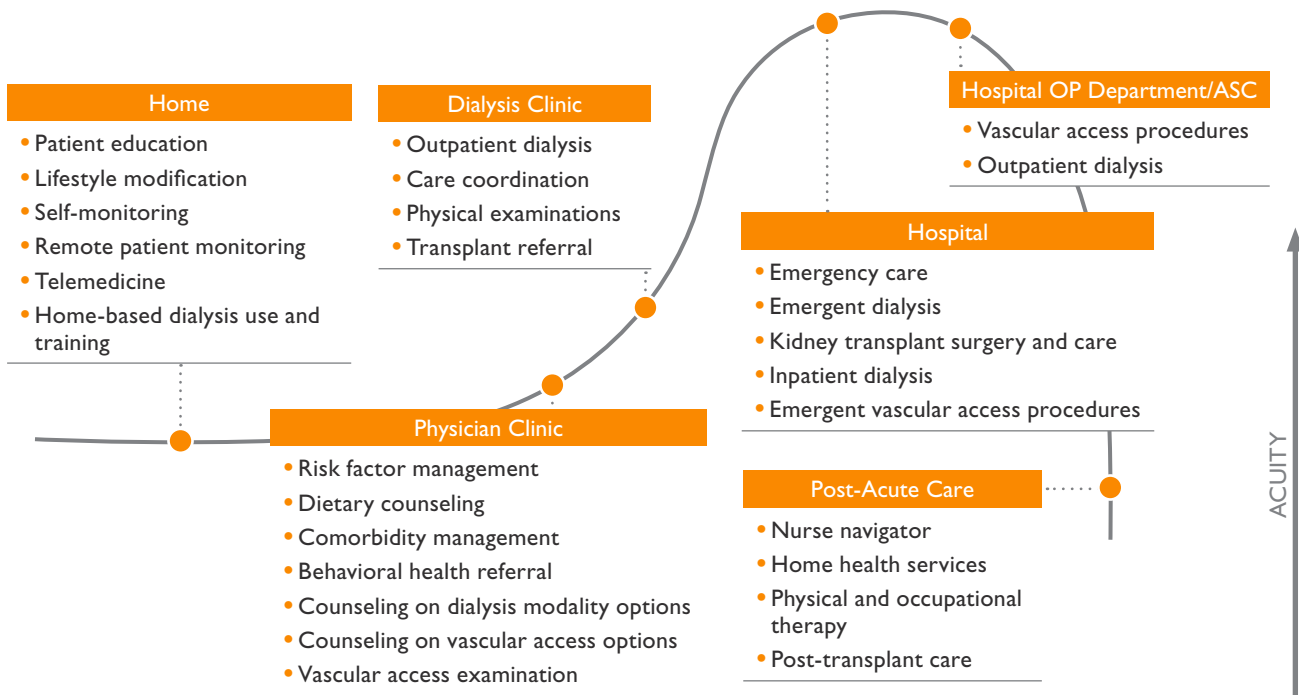 Home
• Patient education
• Lifestyle modification
• Self-monitoring
• Remote patient monitoring
• Telemedicine
• Home-based dialysis use and
training
Dialysis Clinic
• Outpatient dialysis
• Care coordination
• Physical examinations
• Transplant referral
Physician Clinic
• Risk factor management
• Dietary counseling
• Comorbidity management
• Behavioral health referral
• Counseling on dialysis modality options
• Counseling on vascular access options
• Vascular access examination
Hospital OP Department/ASC
• Vascular access procedures
• Outpatient dialysis
Hospital
• Emergency care
• Emergent dialysis
• Kidney transplant surgery and care
• Inpatient dialysis
• Emergent vascular access procedures
Post-Acute Care
• Nurse navigator
• Home health services
• Physical and occupational
therapy
• Post-transplant care
ACUITY